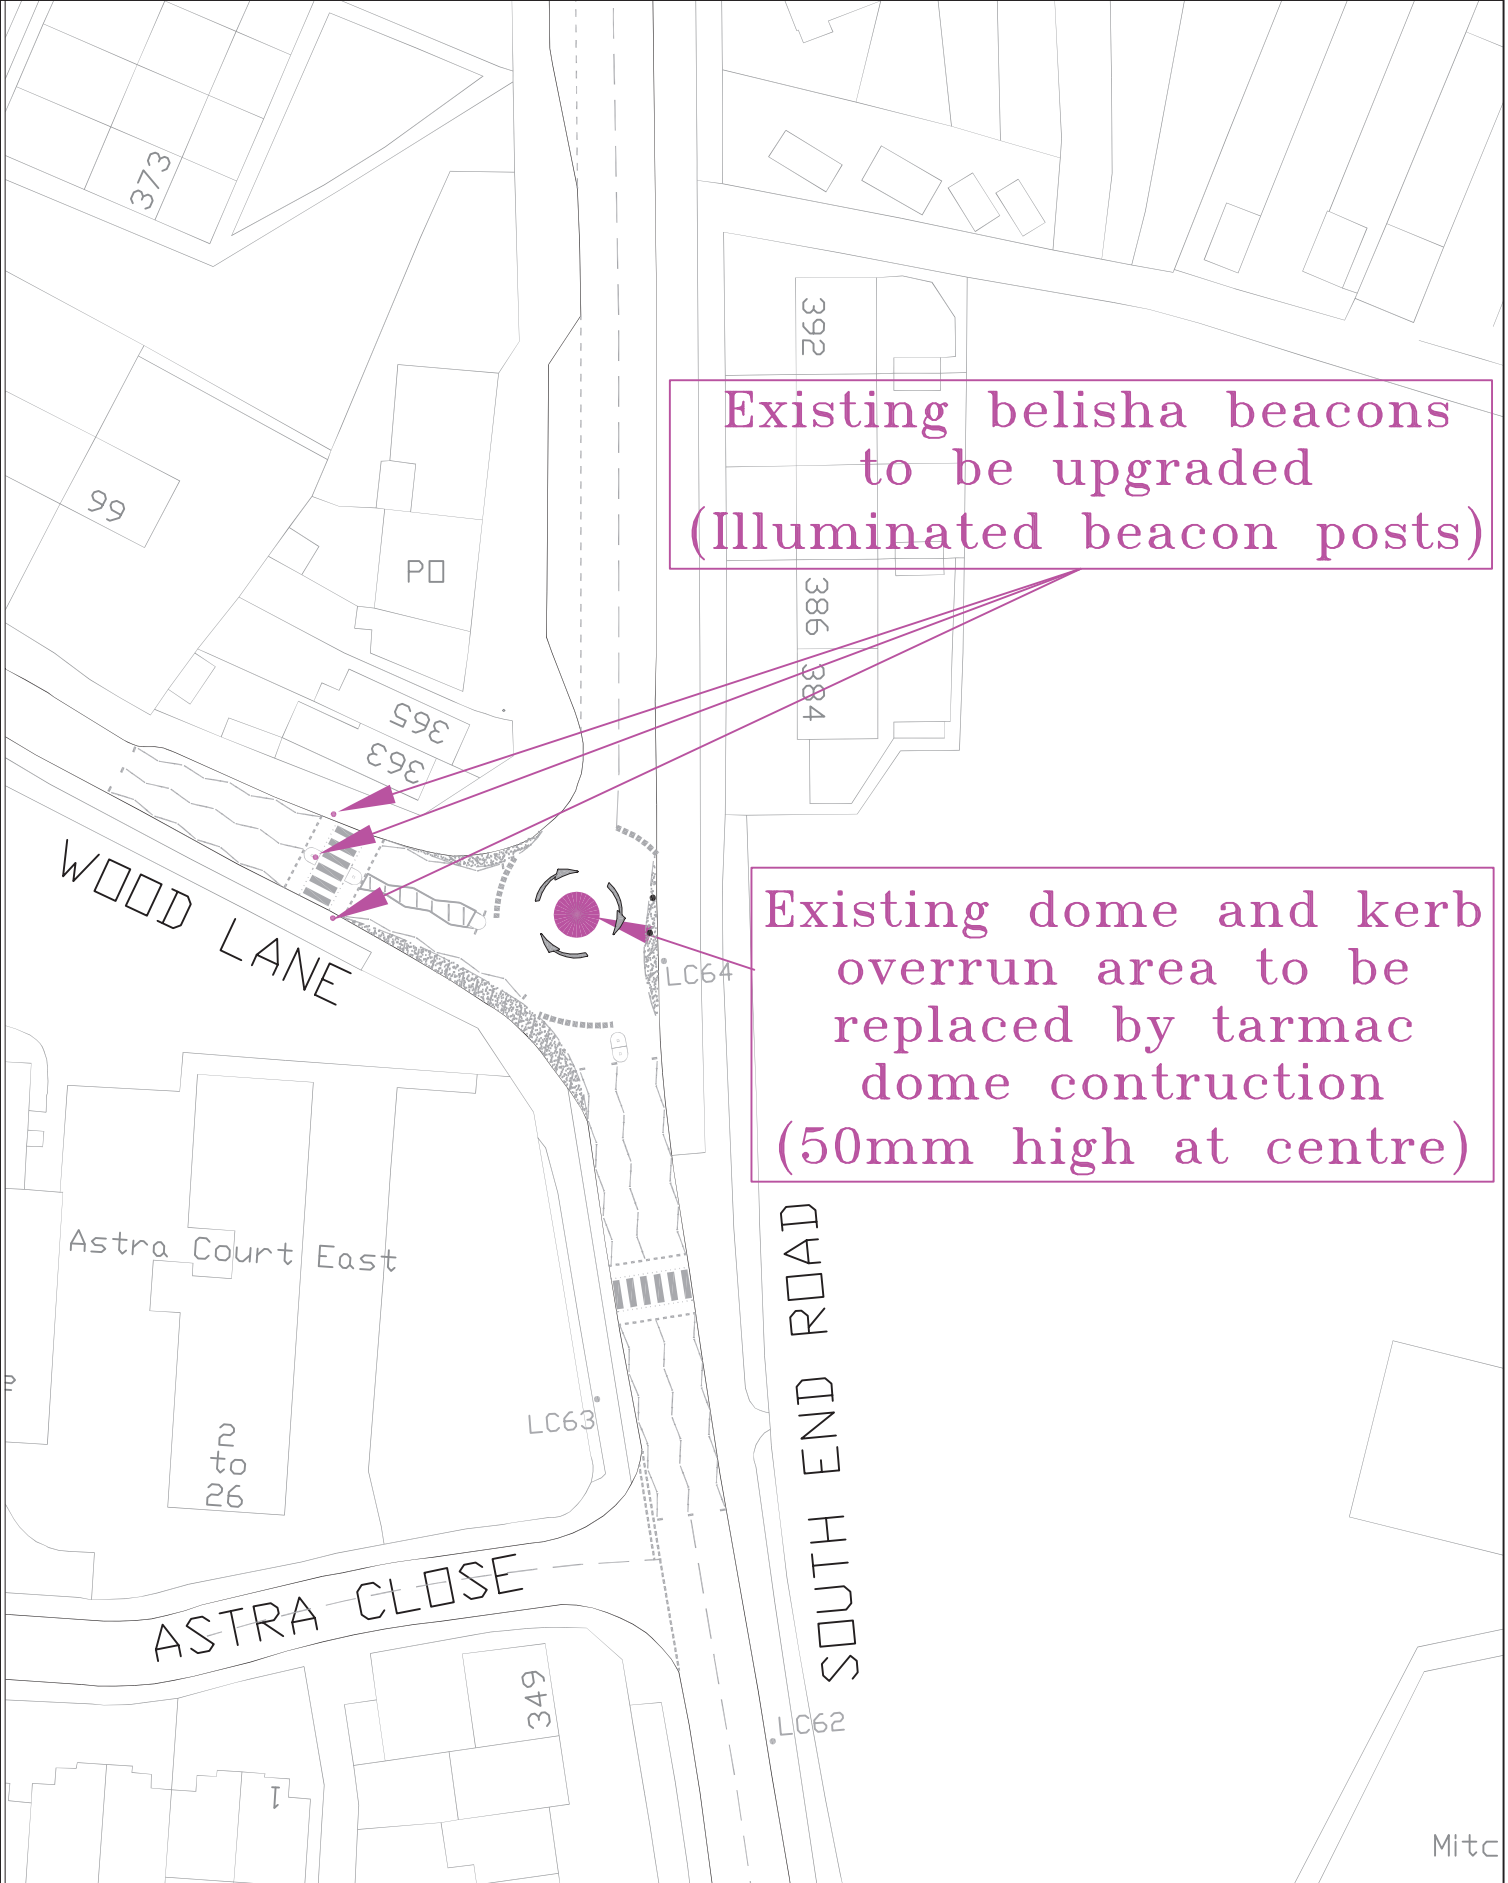 373
392
Existing belisha beacons
to be upgraded
(Illuminated beacon posts)
99
PO
386
384
365
363
WOOD LANE
Existing dome and kerb
overrun area to be
replaced by tarmac
dome contruction
(50mm high at centre)
LC64
Astra Court East
SOUTH END ROAD
LC63
2
to
26
ASTRA CLOSE
349
LC62
1
Mitc